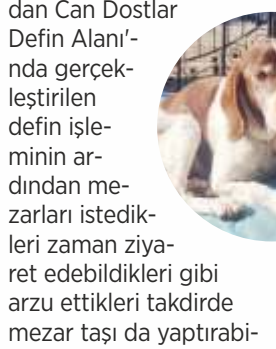 dan Can Dostlar
Defin Alanı'-
nda gerçek-
leştirilen
defin işle-
minin ar-
dından me-
zarları istedik-
leri zaman ziya-
ret edebildikleri gibi
arzu ettikleri takdirde
mezar taşı da yaptırabi-